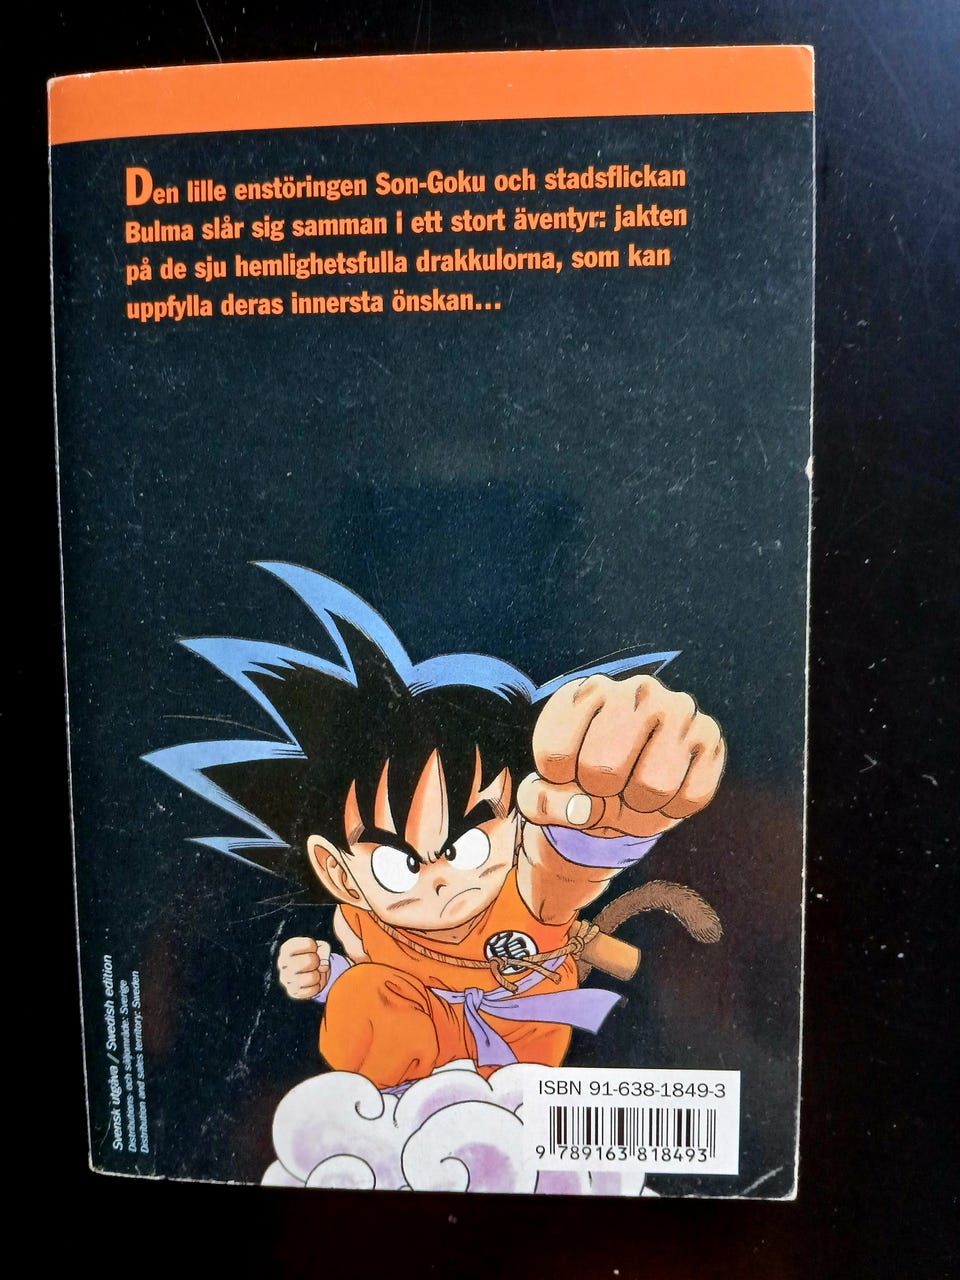 Den lille enstöringen Son-Goku och stadsflickan
Bulma slår sig samman i ett stort äventyr: jakten
på de sju hemlighetsfulla drakkulorna, som kan
uppfylla deras innersta önskan...
Svensk utgåva / Swedish edition
Distributions- och säljområde: Sverige
Distribution and sales territory: Sweden
ISBN 91-638-1849-3
9 789163 818493